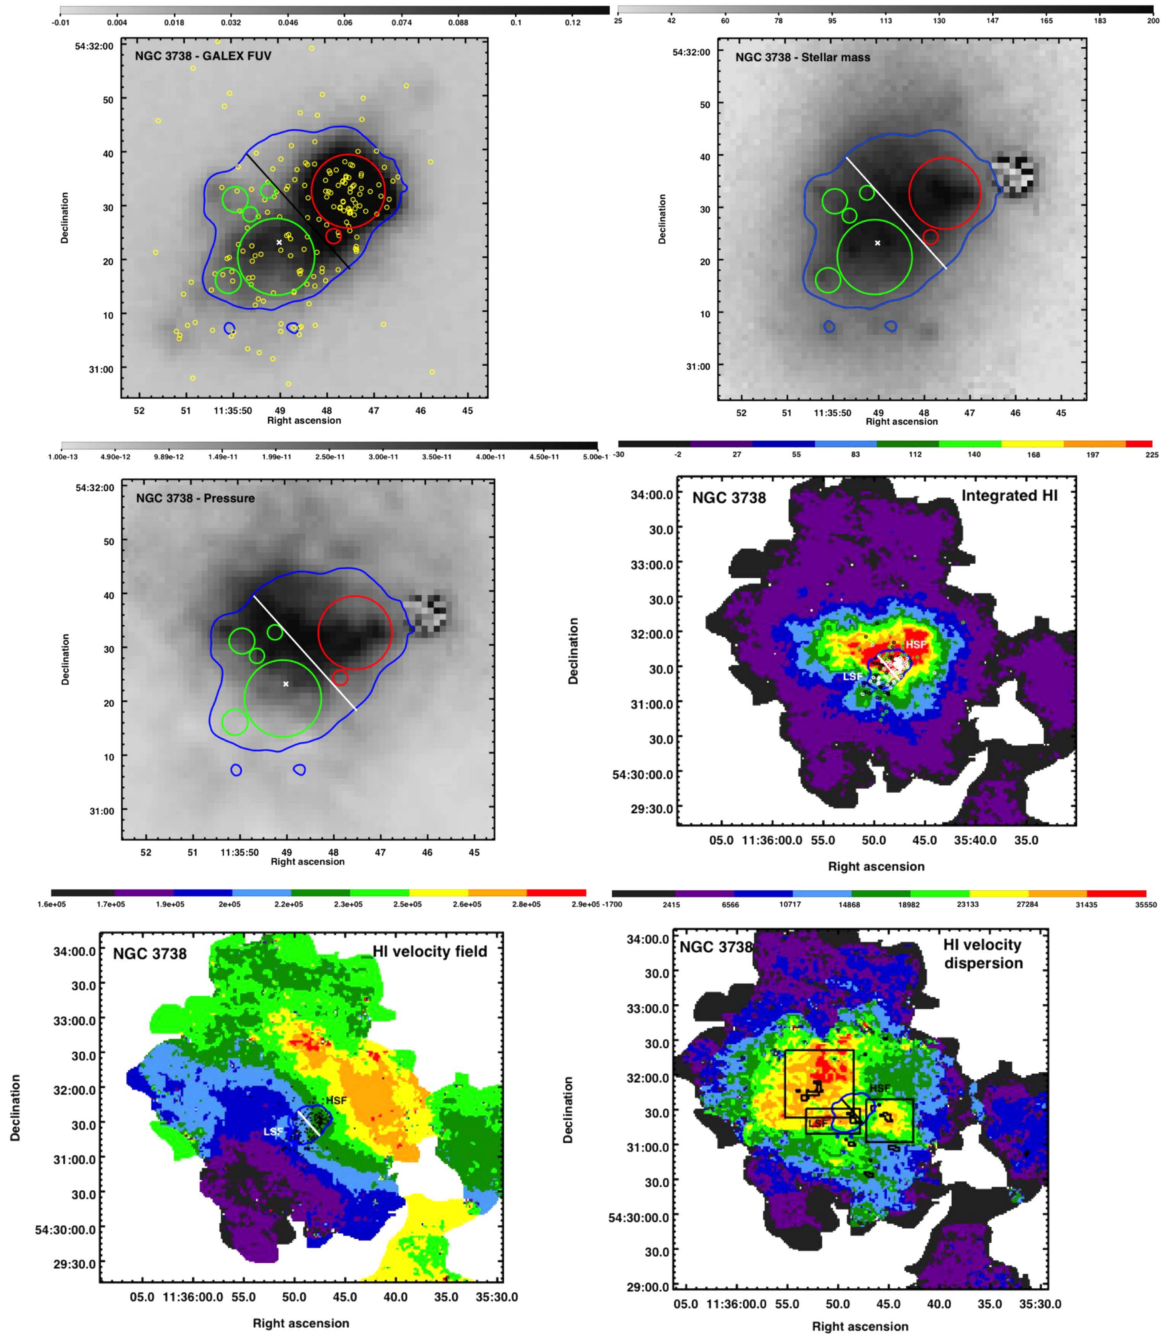 -0.01 0.004 0.018 0.032 0.046 0.06 0.074 0.088 0.1 0.12
NGC 3738 - GALEX FUV
54:32:00
50
40
30
20
10
31:00
Declination
52 51 11:35:50 49 48 47 46 45
Right ascension
25 42 60 78 95 113 130 147 165 183 200
NGC 3738 - Stellar mass
54:32:00
50
40
30
20
10
31:00
Declination
52 51 11:35:50 49 48 47 46 45
Right ascension
1.00e-13 4.90e-12 9.89e-12 1.49e-11 1.99e-11 2.50e-11 3.00e-11 3.50e-11 4.00e-11 4.50e-11 5.00e-1
NGC 3738 - Pressure
54:32:00
50
40
30
20
10
31:00
Declination
52 51 11:35:50 49 48 47 46 45
Right ascension
-30 -2 27 55 83 112 140 168 197 225
NGC 3738 Integrated HI
34:00.0
30.0
33:00.0
30.0
32:00.0
30.0
31:00.0
30.0
54:30:00.0
29:30.0
Declination
HSF
LSF
05.0 11:36:00.0 55.0 50.0 45.0 35:40.0 35.0
Right ascension
1.6e+05 1.7e+05 1.9e+05 2e+05 2.2e+05 2.3e+05 2.5e+05 2.6e+05 2.8e+05 2.9e+05
NGC 3738 HI velocity field
34:00.0
30.0
33:00.0
30.0
32:00.0
30.0
31:00.0
30.0
54:30:00.0
29:30.0
Declination
HSF
LSF
05.0 11:36:00.0 55.0 50.0 45.0 40.0 35:30.0
Right ascension
-1700 2415 6566 10717 14868 18982 23133 27284 31435 35550
NGC 3738 HI velocity
dispersion
34:00.0
30.0
33:00.0
30.0
32:00.0
30.0
31:00.0
30.0
54:30:00.0
30.0
29:00.0
Declination
HSF
LSF
05.0 11:36:00.0 55.0 50.0 45.0 40.0 35.0 35:30.0
Right ascension